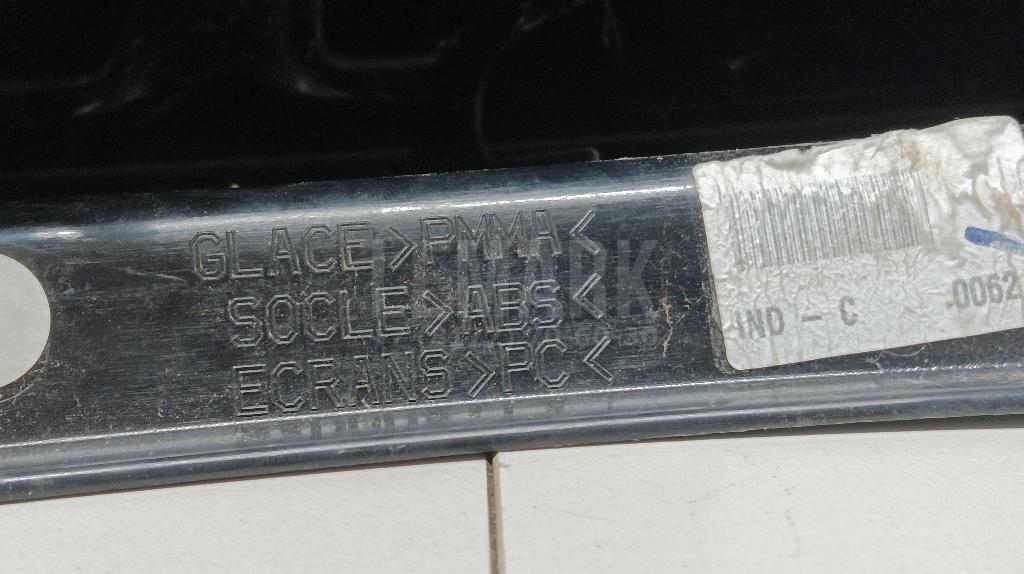 GLACE >PMMA<
SOCLE >ABS<
ECRANS >PC<
IND - C 0062